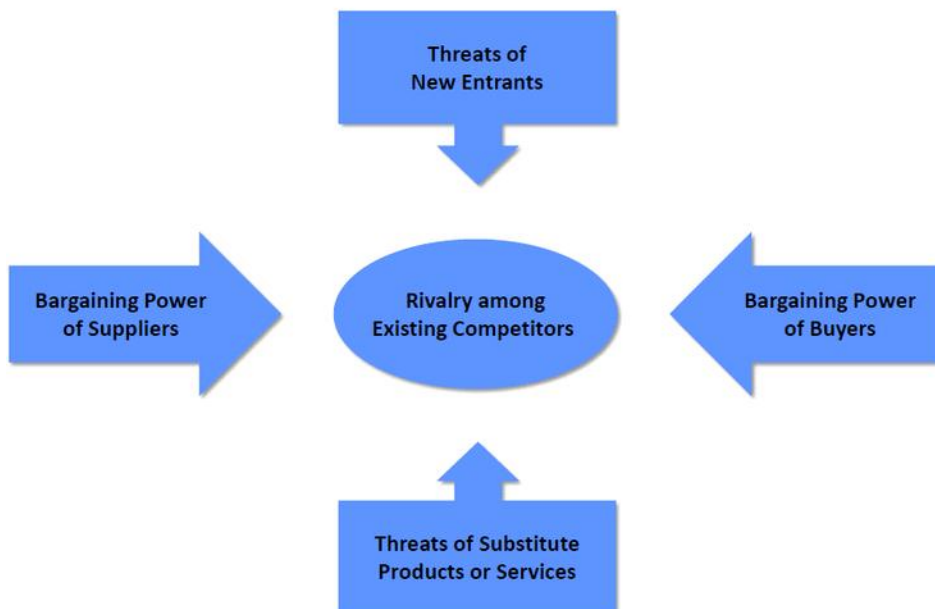 Threats of
New Entrants
Bargaining Power
of Suppliers
Rivalry among
Existing Competitors
Bargaining Power
of Buyers
Threats of Substitute
Products or Services